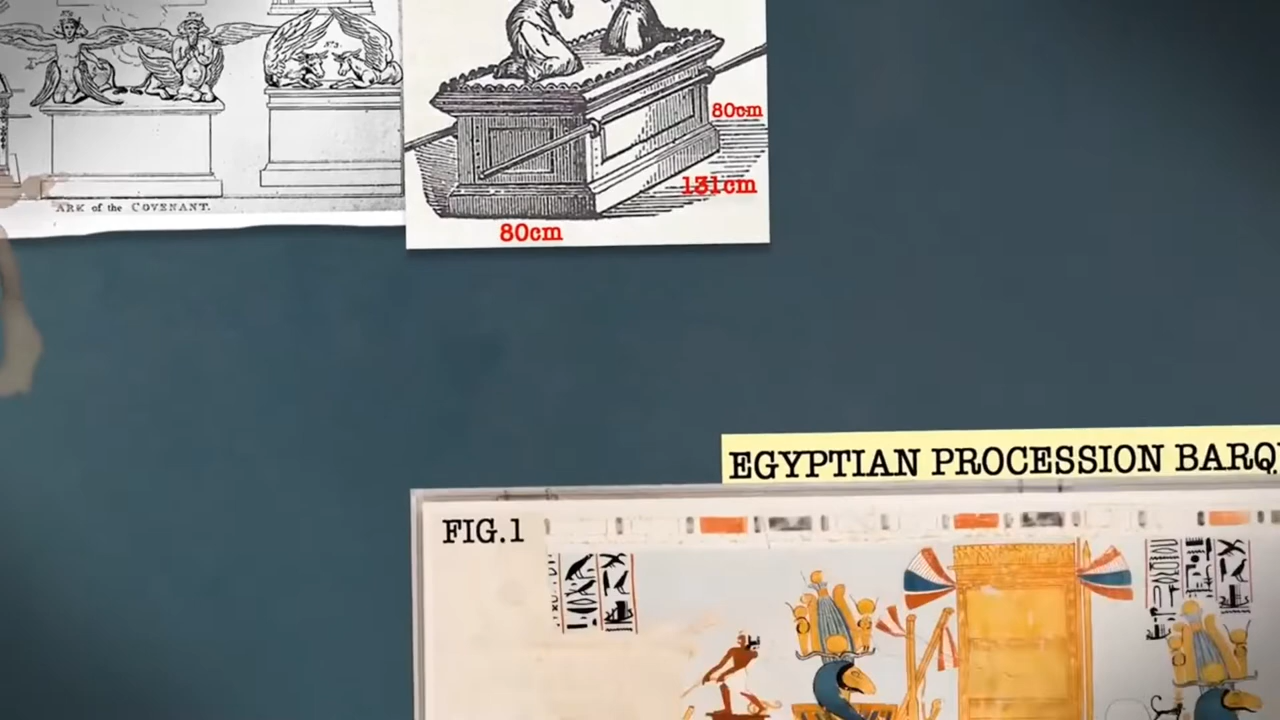 ARK of the COVENANT.
80cm
131cm
80cm
EGYPTIAN PROCESSION BARQ
FIG.1